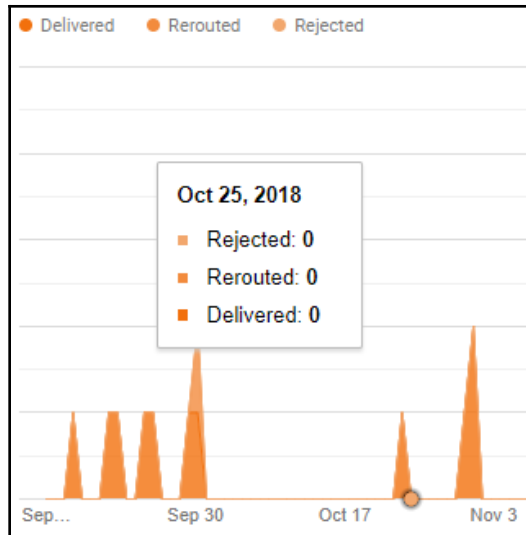 Delivered Rerouted Rejected
Oct 25, 2018
Rejected: 0
Rerouted: 0
Delivered: 0
Sep... Sep 30 Oct 17 Nov 3